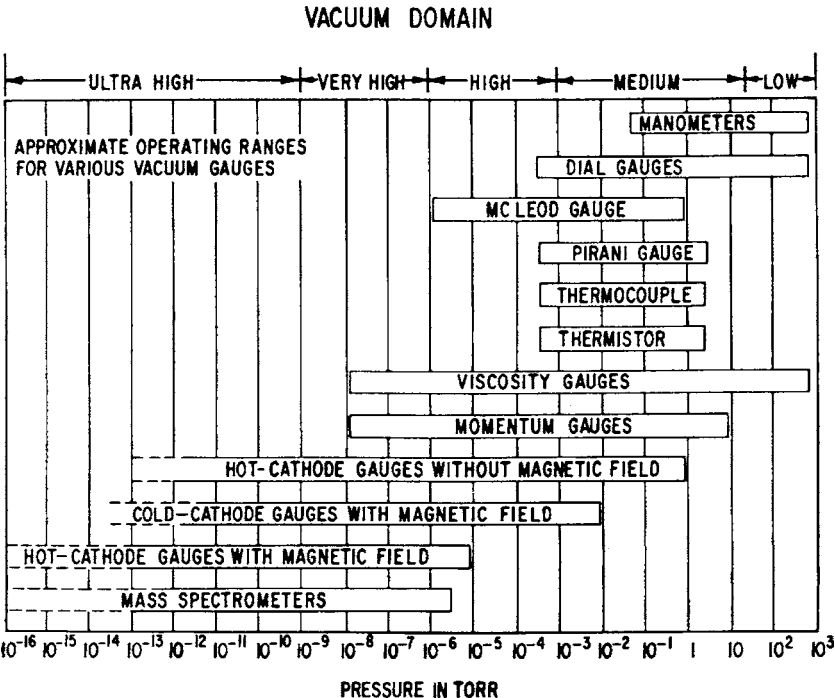 VACUUM DOMAIN
ULTRA HIGH VERY HIGH HIGH MEDIUM LOW
APPROXIMATE OPERATING RANGES
FOR VARIOUS VACUUM GAUGES
MANOMETERS
DIAL GAUGES
MC LEOD GAUGE
PIRANI GAUGE
THERMOCOUPLE
THERMISTOR
VISCOSITY GAUGES
MOMENTUM GAUGES
HOT-CATHODE GAUGES WITHOUT MAGNETIC FIELD
COLD-CATHODE GAUGES WITH MAGNETIC FIELD
HOT-CATHODE GAUGES WITH MAGNETIC FIELD
MASS SPECTROMETERS
10⁻¹⁶ 10⁻¹⁵ 10⁻¹⁴ 10⁻¹³ 10⁻¹² 10⁻¹¹ 10⁻¹⁰ 10⁻⁹ 10⁻⁸ 10⁻⁷ 10⁻⁶ 10⁻⁵ 10⁻⁴ 10⁻³ 10⁻² 10⁻¹ 1 10 10² 10³
PRESSURE IN TORR